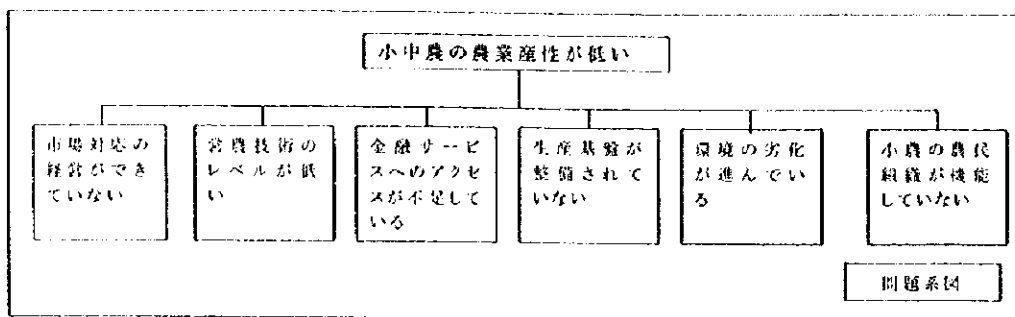 小中農の農業産性が低い
市場対応の
経営ができ
ていない
営農技術の
レベルが低
い
金融サービ
スへのアクセ
スが不足して
いる
生産基盤が
整備されて
いない
環境の劣化
が進んでい
る
小農の農民
組織が機能
していない
問題系図